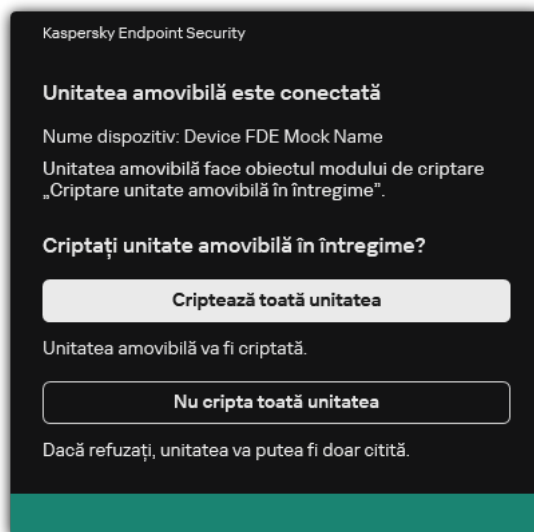 Kaspersky Endpoint Security
Unitatea amovibilă este conectată
Nume dispozitiv: Device FDE Mock Name
Unitatea amovibilă face obiectul modului de criptare
„Criptare unitate amovibilă în întregime”.
Criptați unitate amovibilă în întregime?
Criptează toată unitatea
Unitatea amovibilă va fi criptată.
Nu cripta toată unitatea
Dacă refuzați, unitatea va putea fi doar citită.